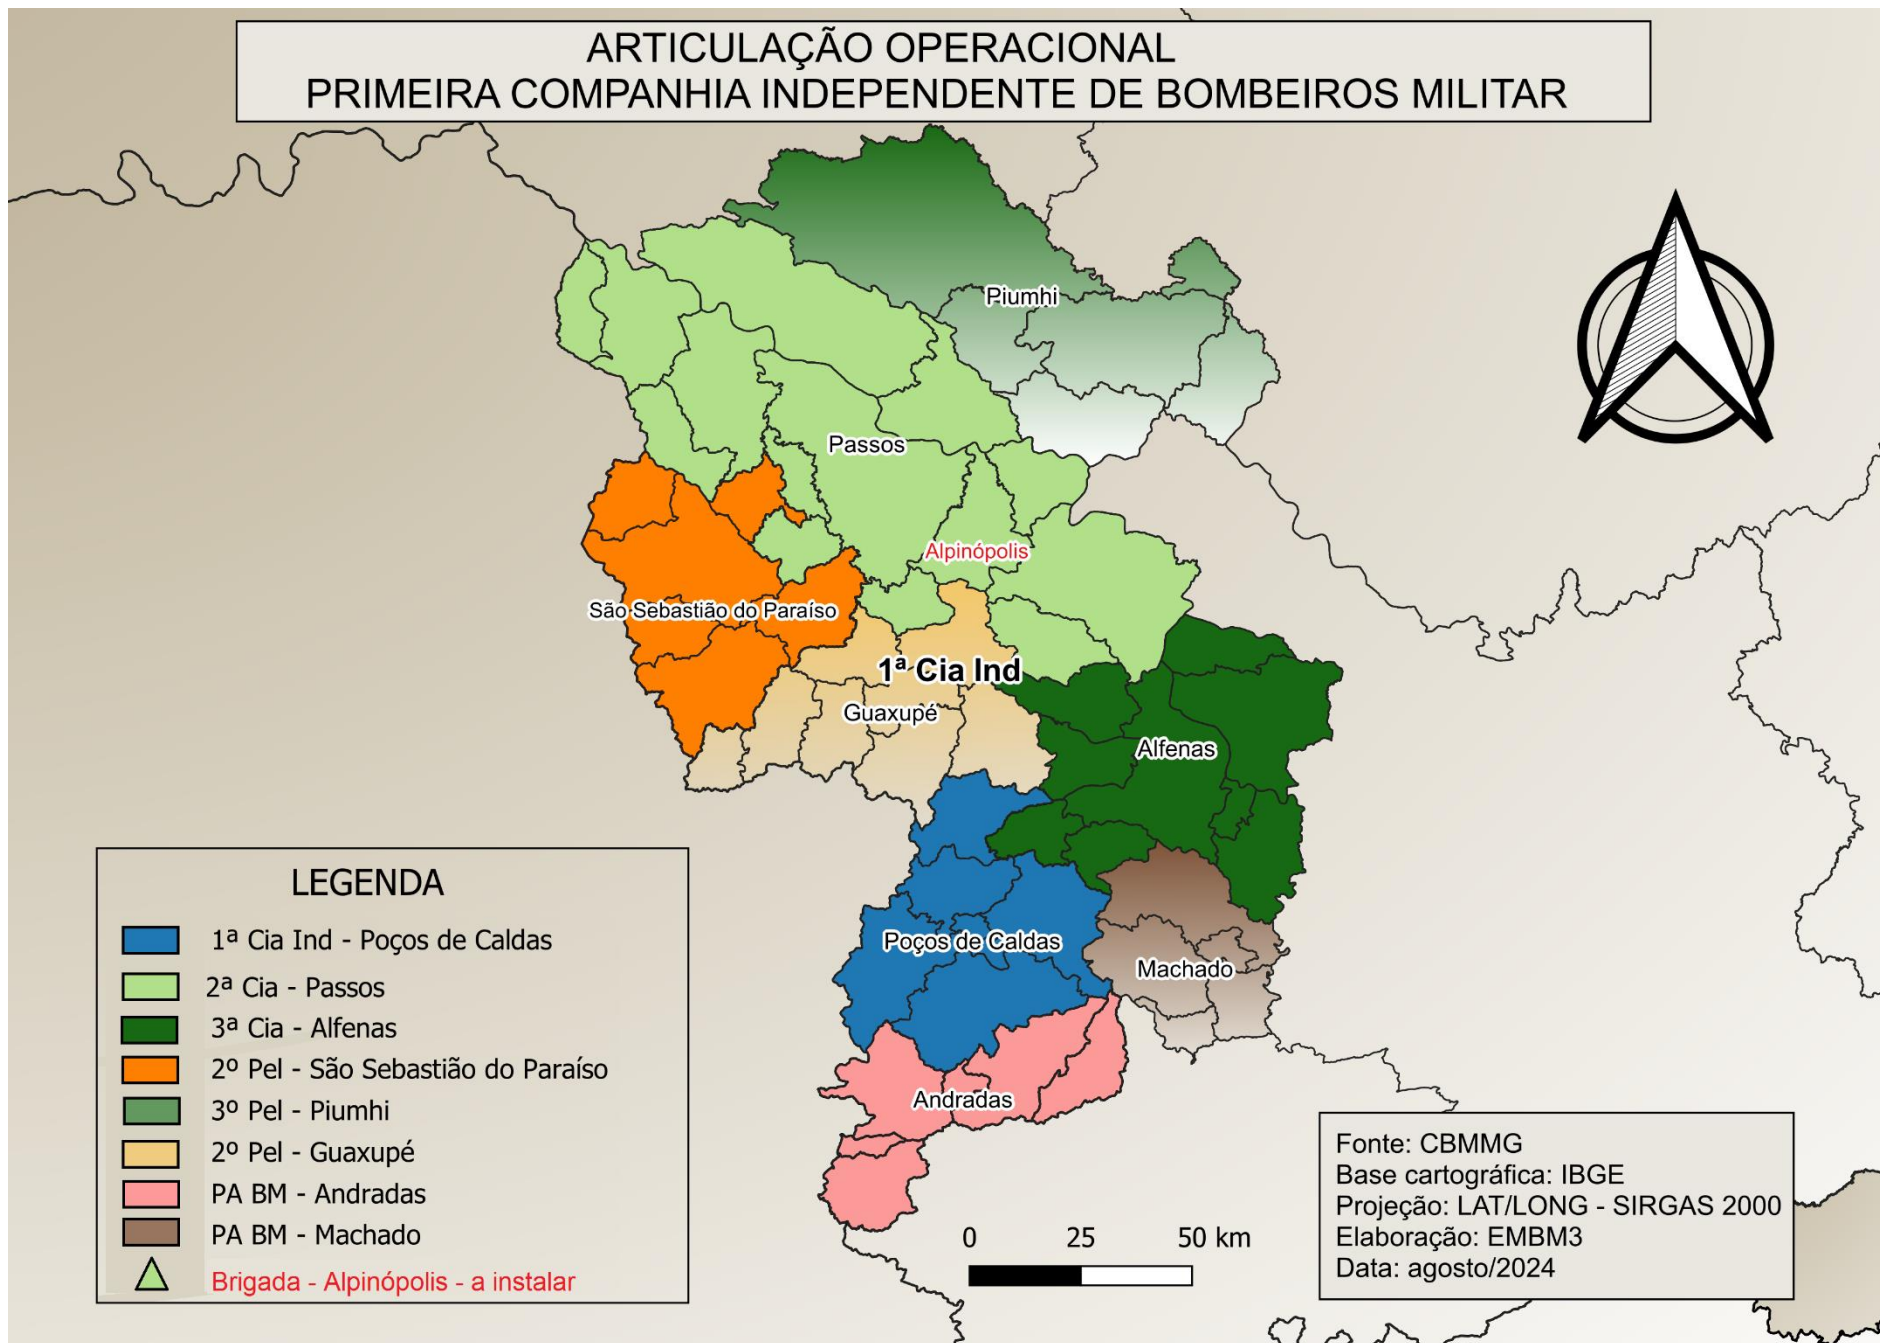 ARTICULAÇÃO OPERACIONAL
PRIMEIRA COMPANHIA INDEPENDENTE DE BOMBEIROS MILITAR
Piumhi
Passos
Alpinópolis
São Sebastião do Paraíso
1ª Cia Ind
Guaxupé
Alfenas
Poços de Caldas
Machado
Andradas
LEGENDA
1ª Cia Ind - Poços de Caldas
2ª Cia - Passos
3ª Cia - Alfenas
2º Pel - São Sebastião do Paraíso
3º Pel - Piumhi
2º Pel - Guaxupé
PA BM - Andradas
PA BM - Machado
Brigada - Alpinópolis - a instalar
0 25 50 km
Fonte: CBMMG
Base cartográfica: IBGE
Projeção: LAT/LONG - SIRGAS 2000
Elaboração: EMBM3
Data: agosto/2024